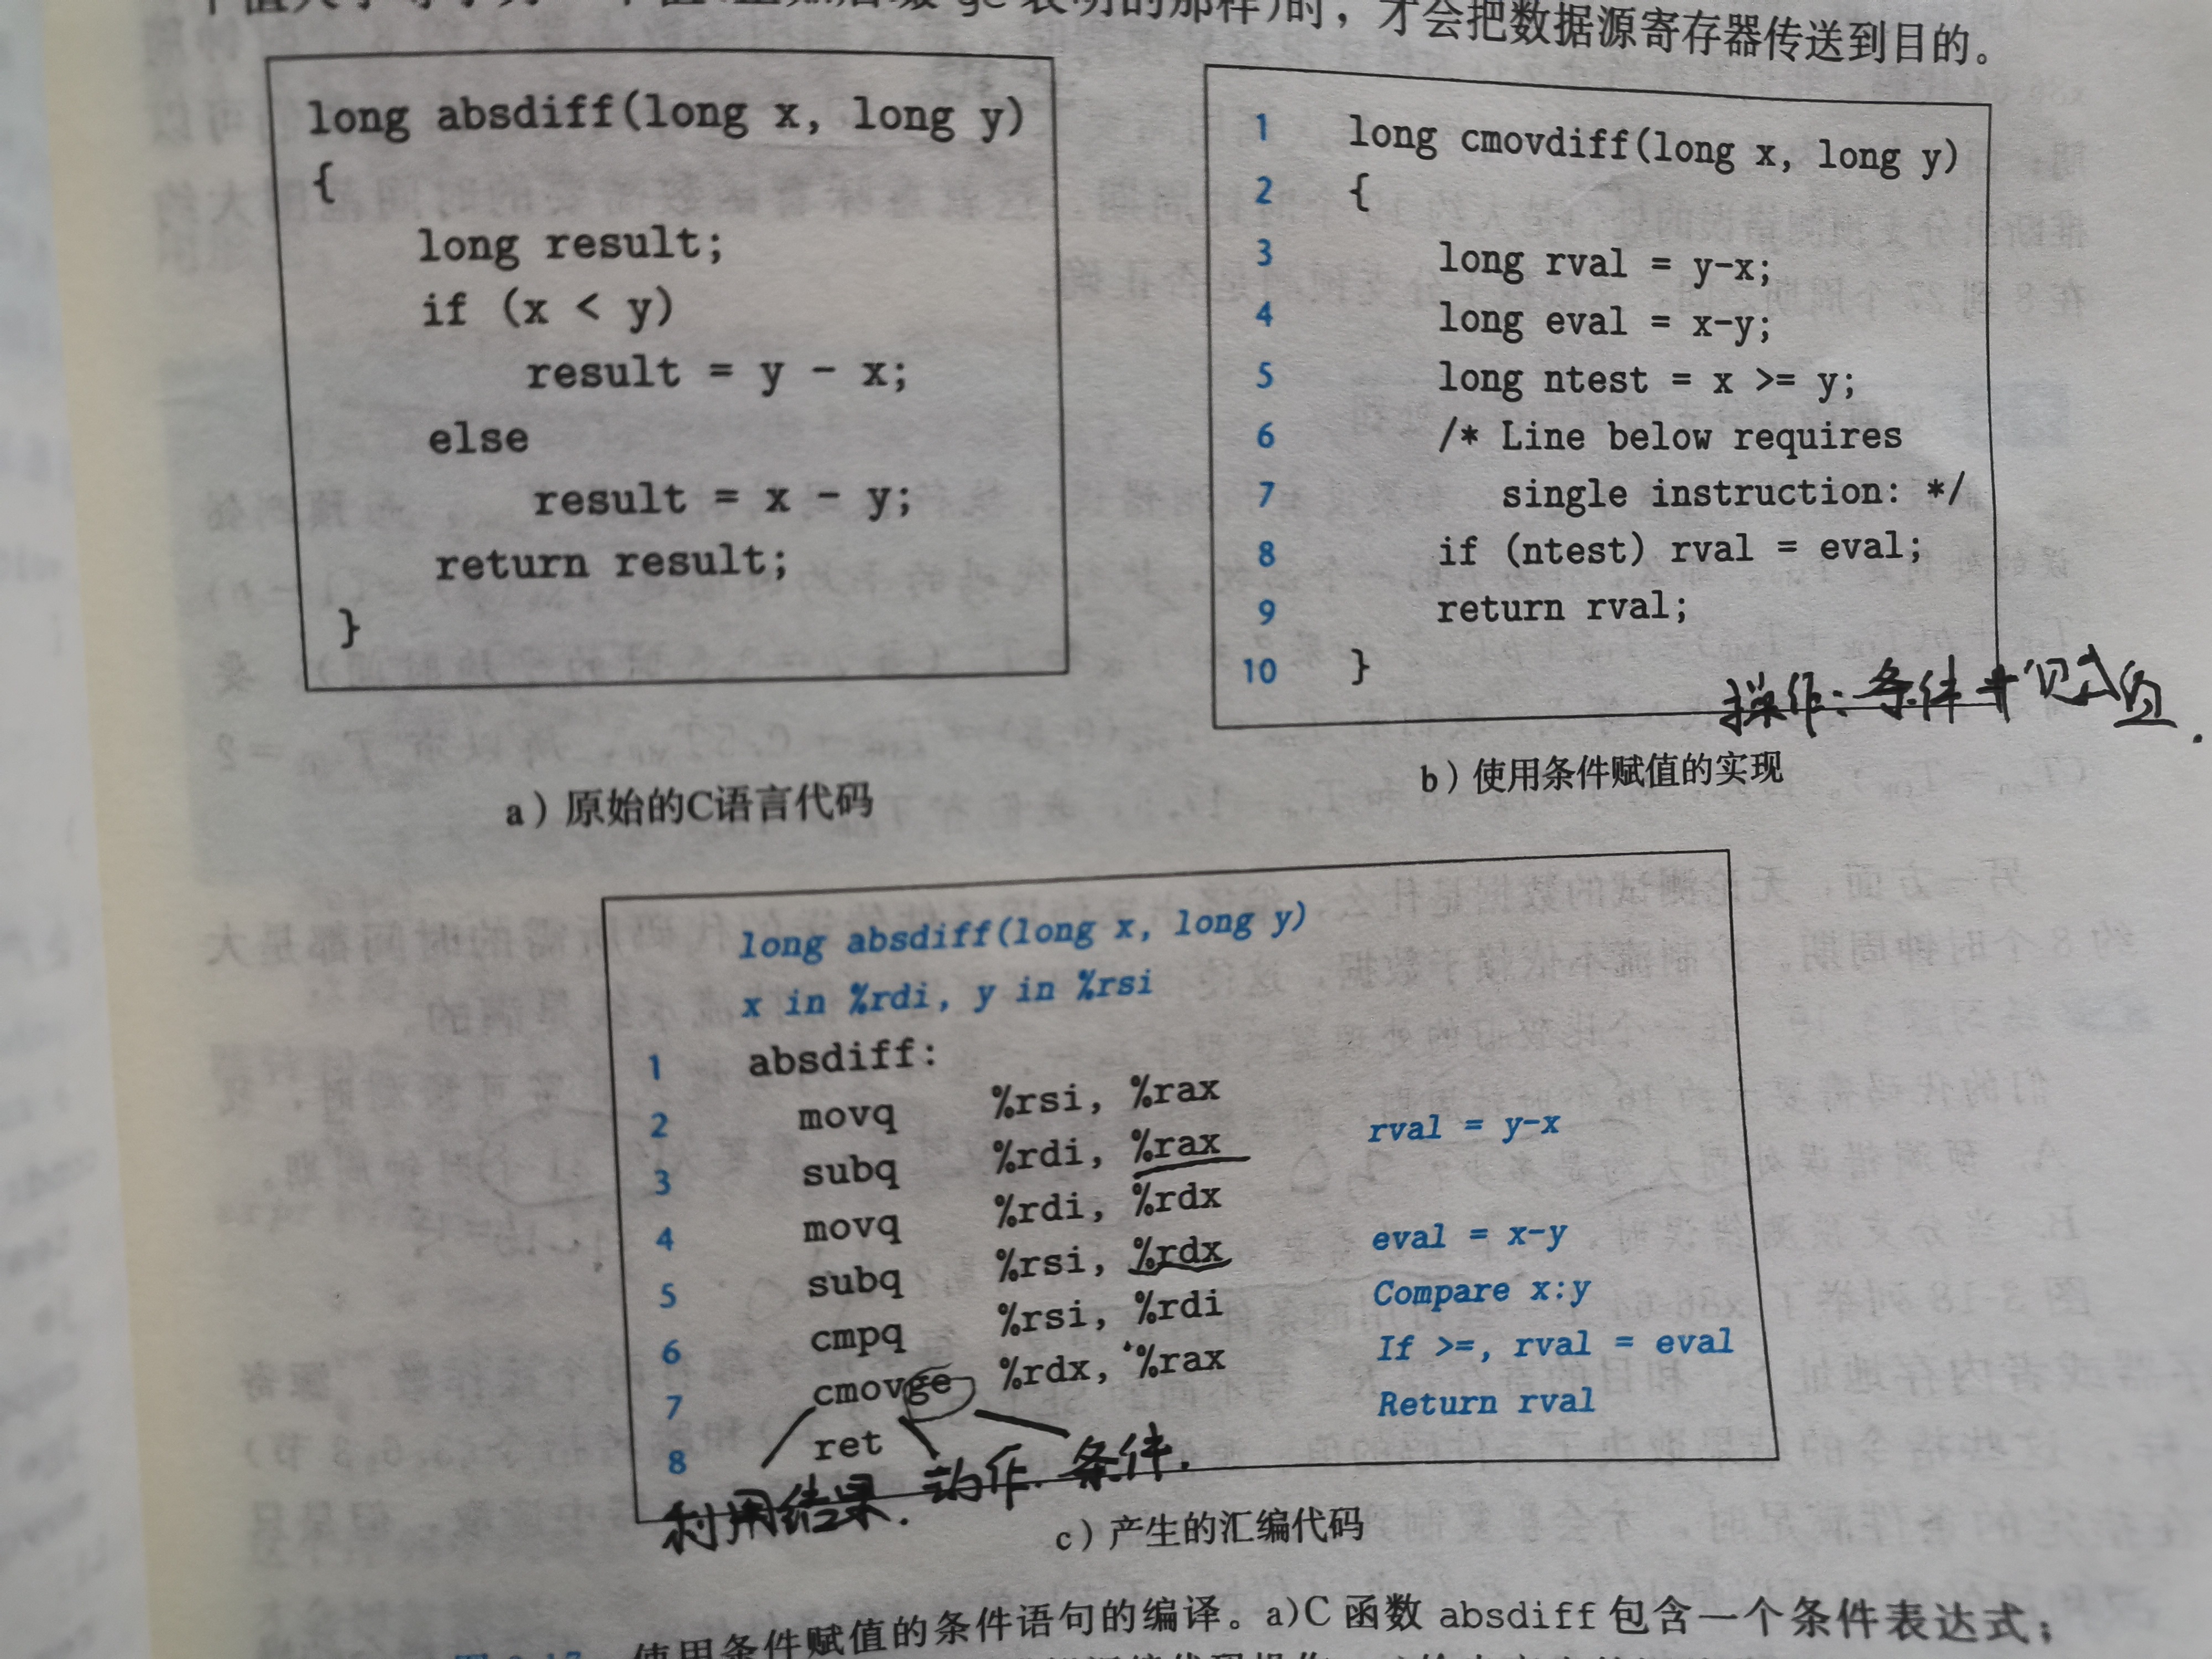 才会把数据源寄存器传送到目的。
long absdiff(long x, long y)
{
long result;
if (x < y)
result = y - x;
else
result = x - y;
return result;
}
a）原始的C语言代码
1 long cmovdiff(long x, long y)
2 {
3 long rval = y-x;
4 long eval = x-y;
5 long ntest = x >= y;
6 /* Line below requires
7 single instruction: */
8 if (ntest) rval = eval;
9 return rval;
10 }
操作：条件
b）使用条件赋值的实现
long absdiff(long x, long y)
x in %rdi, y in %rsi
1 absdiff:
2 movq %rsi, %rax
3 subq %rdi, %rax rval = y-x
4 movq %rdi, %rdx
5 subq %rsi, %rdx eval = x-y
6 cmpq %rsi, %rdi Compare x:y
7 cmovge %rdx, %rax If >=, rval = eval
8 ret Return rval
利用结果. 动作. 条件.
c）产生的汇编代码
使用条件赋值的条件语句的编译。a)C 函数 absdiff 包含一个条件表达式；